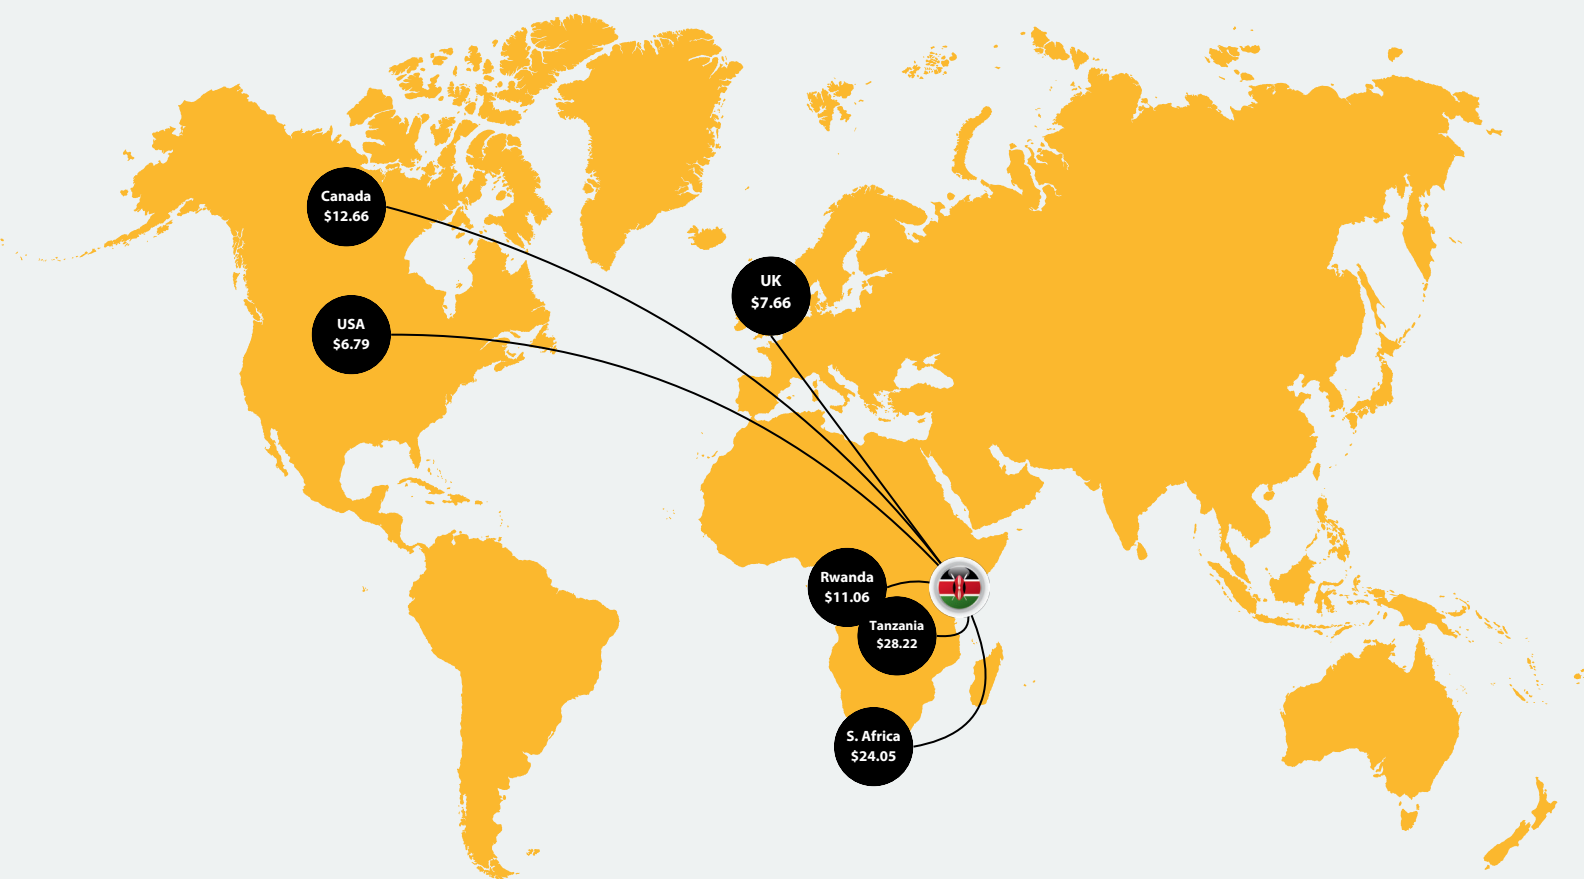 Canada
$12.66
UK
$7.66
USA
$6.79
Rwanda
$11.06
Tanzania
$28.22
S. Africa
$24.05